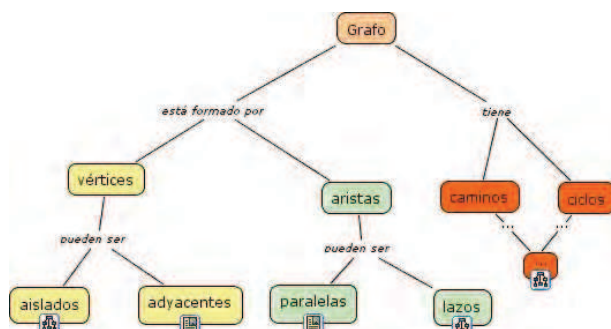 Grafo
está formado por
tiene
vértices
aristas
caminos
ciclos
...
...
pueden ser
pueden ser
...
aislados
adyacentes
paralelas
lazos